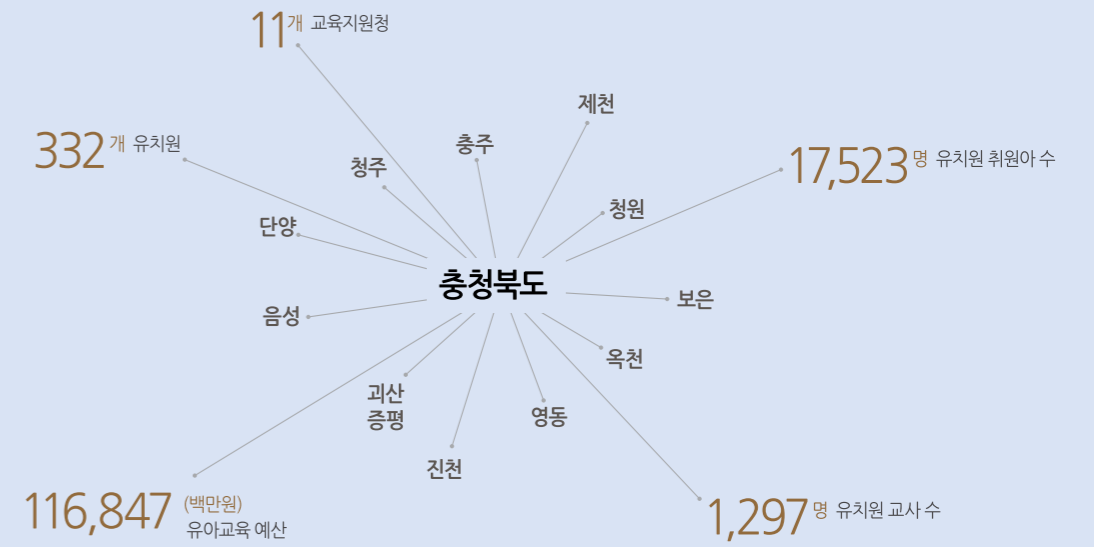 11개 교육지원청
제천
332개 유치원
충주
17,523명 유치원 취원아 수
청주
청원
단양
충청북도
보은
음성
옥천
괴산
증평
영동
진천
116,847 (백만원)
유아교육 예산
1,297명 유치원 교사 수